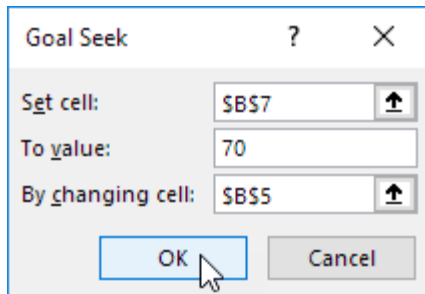 Goal Seek ? ×
Set cell: $B$7
To value: 70
By changing cell: $B$5
OK Cancel